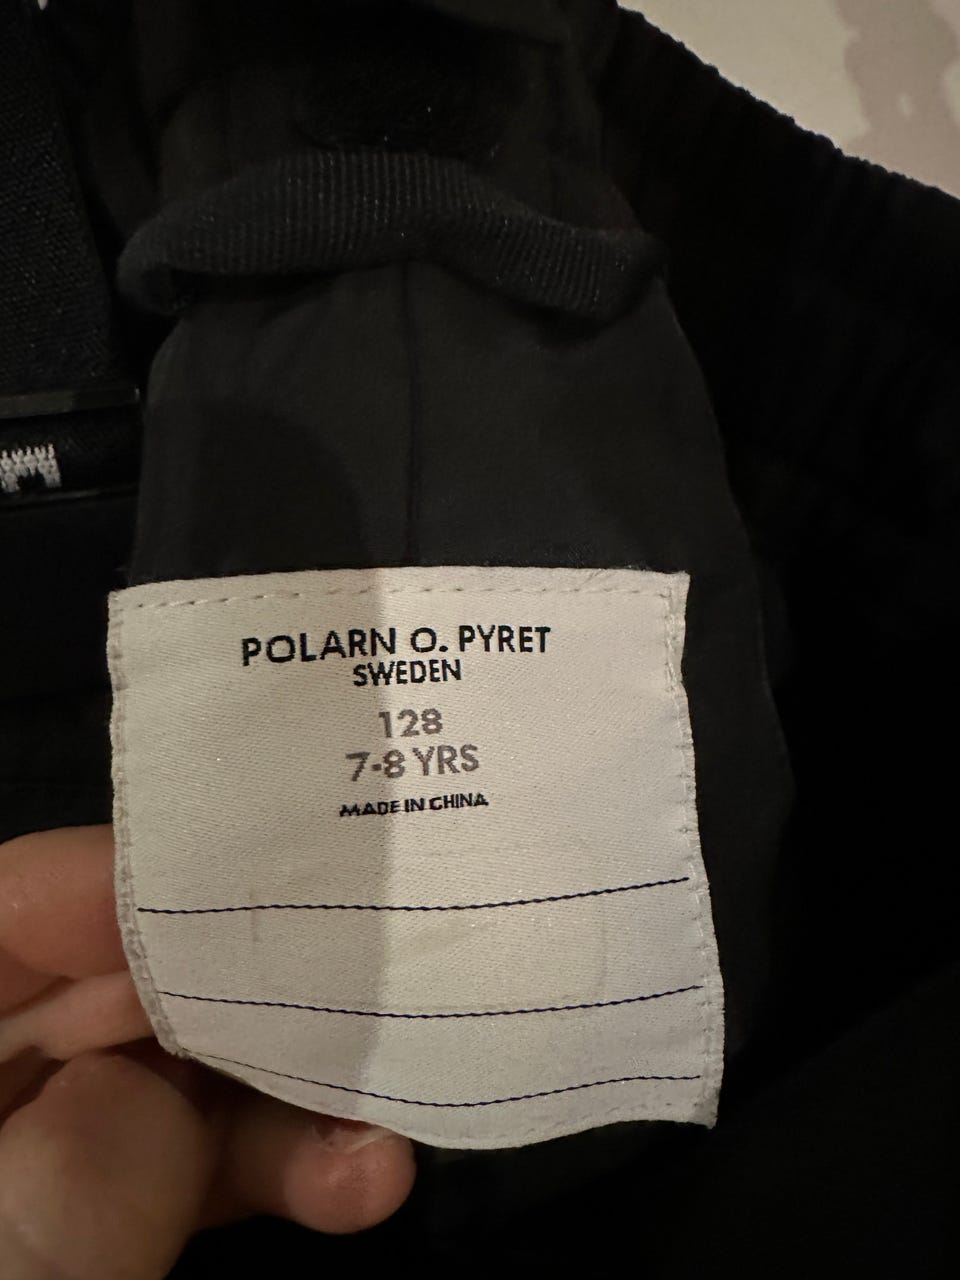 POLARN O. PYRET
SWEDEN
128
7-8 YRS
MADE IN CHINA